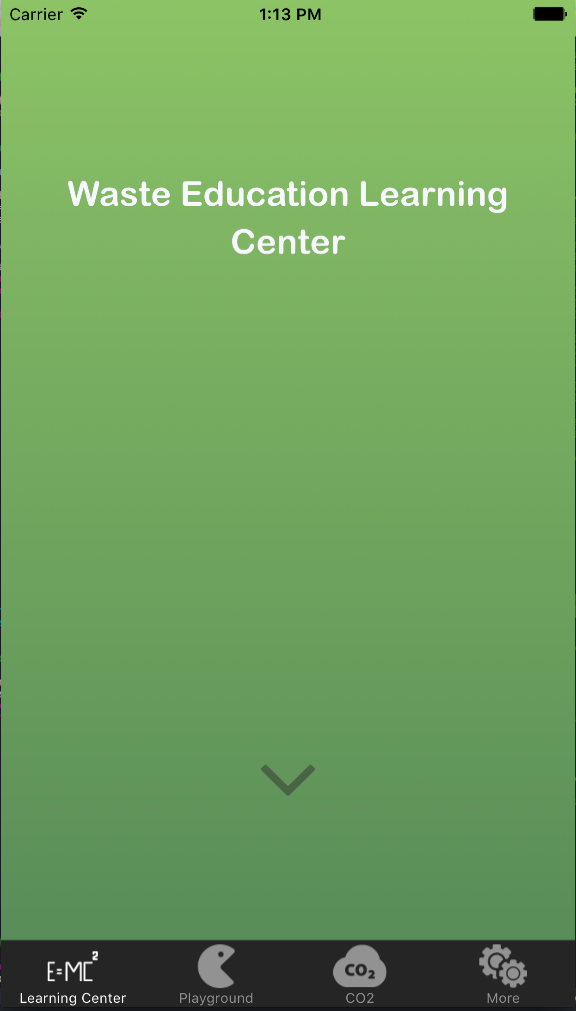 Carrier 1:13 PM
Waste Education Learning
Center
E=MC²
CO₂
Learning Center Playground CO2 More